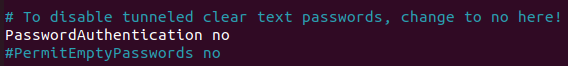 # To disable tunneled clear text passwords, change to no here!
PasswordAuthentication no
#PermitEmptyPasswords no